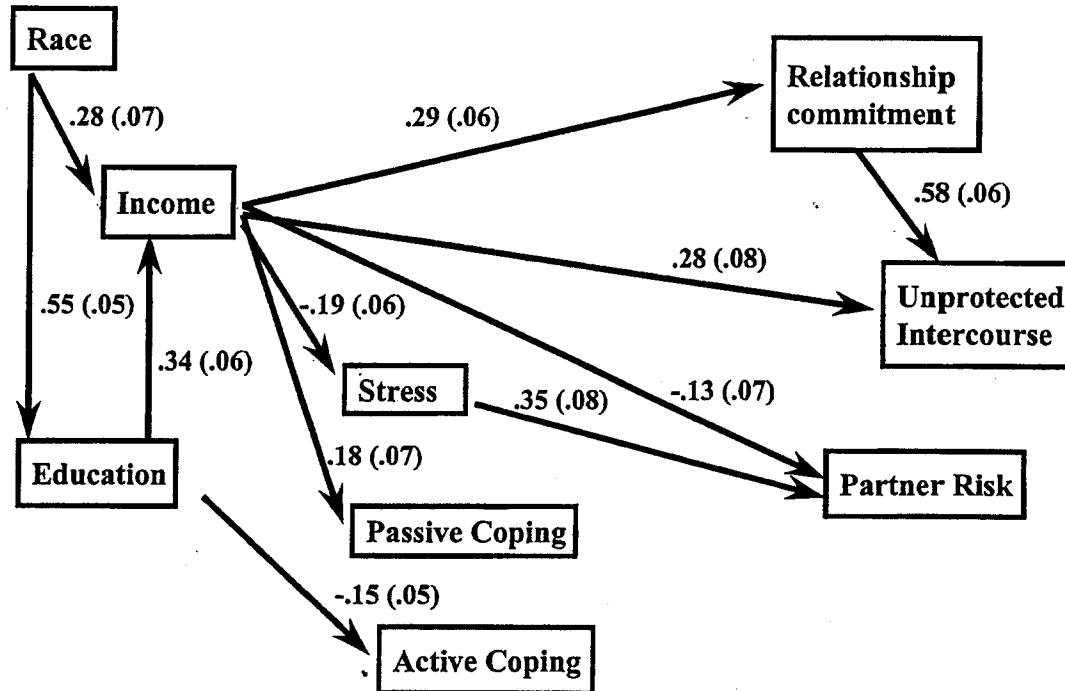 Race
Relationship
commitment
.28 (.07)
.29 (.06)
Income
.58 (.06)
.28 (.08)
Unprotected
Intercourse
.55 (.05)
-.19 (.06)
.34 (.06)
Stress
.35 (.08)
-.13 (.07)
Education
.18 (.07)
Partner Risk
Passive Coping
-.15 (.05)
Active Coping